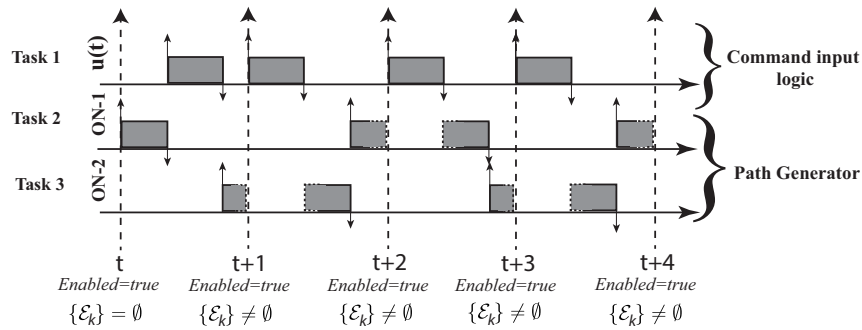 Task 1
u(t)
Command input
logic
Task 2
ON-1
Task 3
ON-2
Path Generator
t
t+1
t+2
t+3
t+4
Enabled=true
Enabled=true
Enabled=true
Enabled=true
Enabled=true
{ℰₖ} = ∅
{ℰₖ} ≠ ∅
{ℰₖ} ≠ ∅
{ℰₖ} ≠ ∅
{ℰₖ} ≠ ∅